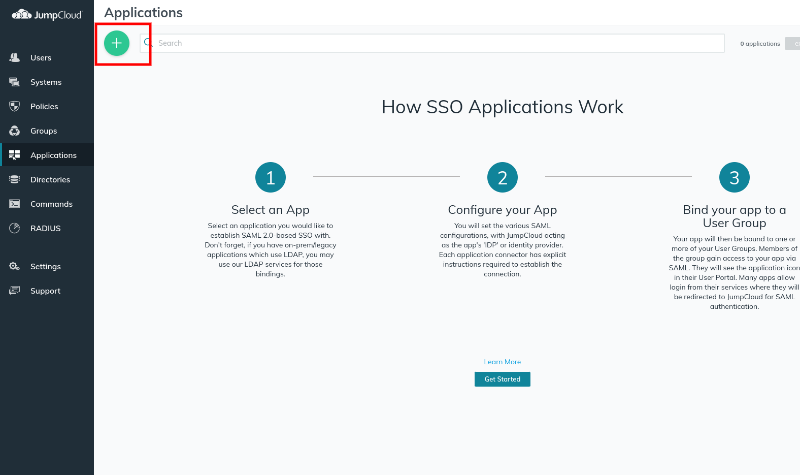 JumpCloud
Applications
Search
0 applications
Users
Systems
Policies
Groups
Applications
Directories
Commands
RADIUS
Settings
Support
How SSO Applications Work
1
Select an App
Select an application you would like to
establish SAML 2.0-based SSO with.
Don't forget, if you have on-prem/legacy
applications which use LDAP, you may
use our LDAP services for those
bindings.
2
Configure your App
You will set the various SAML
configurations, with JumpCloud acting
as the app's 'IDP' or identity provider.
Each application connector has explicit
instructions required to establish the
connection.
3
Bind your app to a
User Group
Your app will then be bound to one or
more of your User Groups. Members of
the group gain access to your app via
SAML. They will see the application icon
in their User Portal. Many apps allow
login from their services where they will
be redirected to JumpCloud for SAML
authentication.
Learn More
Get Started